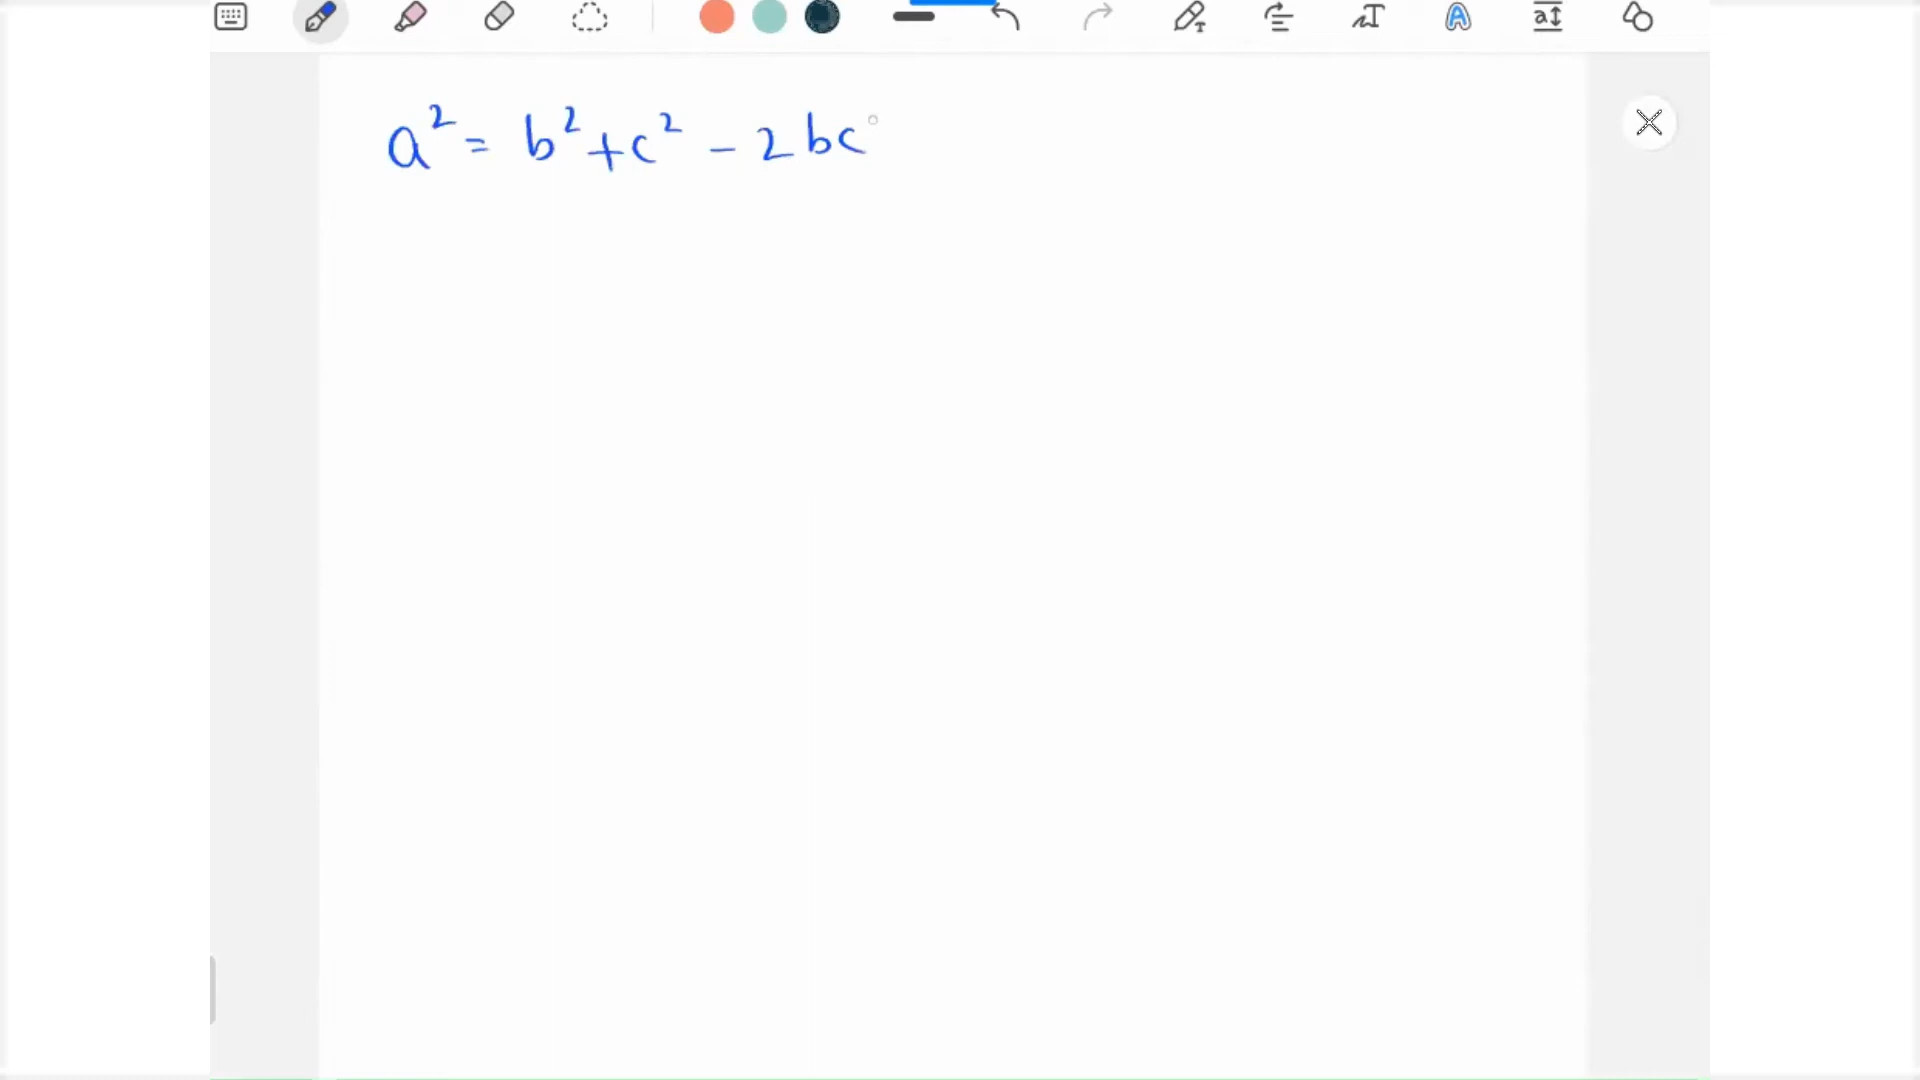 a² = b² + c² - 2bc